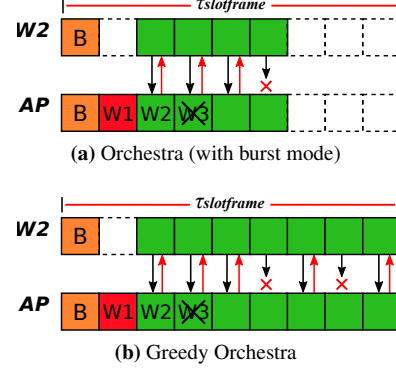 τslotframe
W2 B
AP B W1 W2 W3
(a) Orchestra (with burst mode)
τslotframe
W2 B
AP B W1 W2 W3
(b) Greedy Orchestra